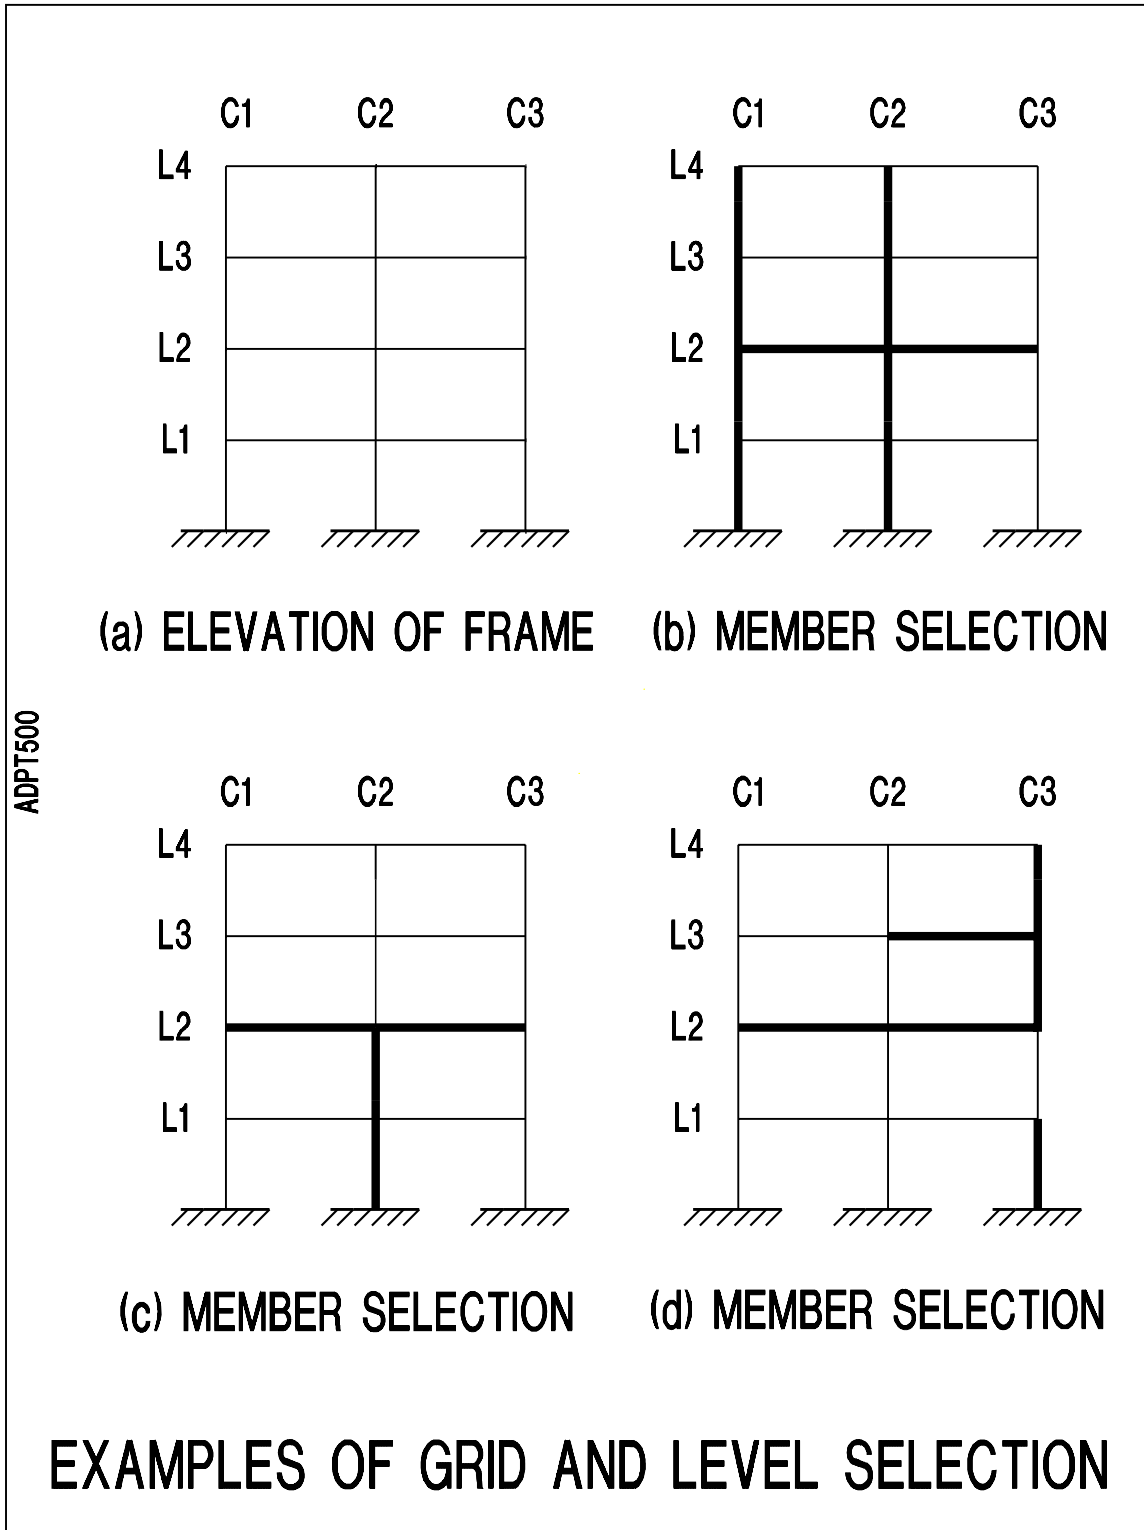 C1 C2 C3
L4
L3
L2
L1
(a) ELEVATION OF FRAME
C1 C2 C3
L4
L3
L2
L1
(b) MEMBER SELECTION
ADPT500
C1 C2 C3
L4
L3
L2
L1
(c) MEMBER SELECTION
C1 C2 C3
L4
L3
L2
L1
(d) MEMBER SELECTION
EXAMPLES OF GRID AND LEVEL SELECTION